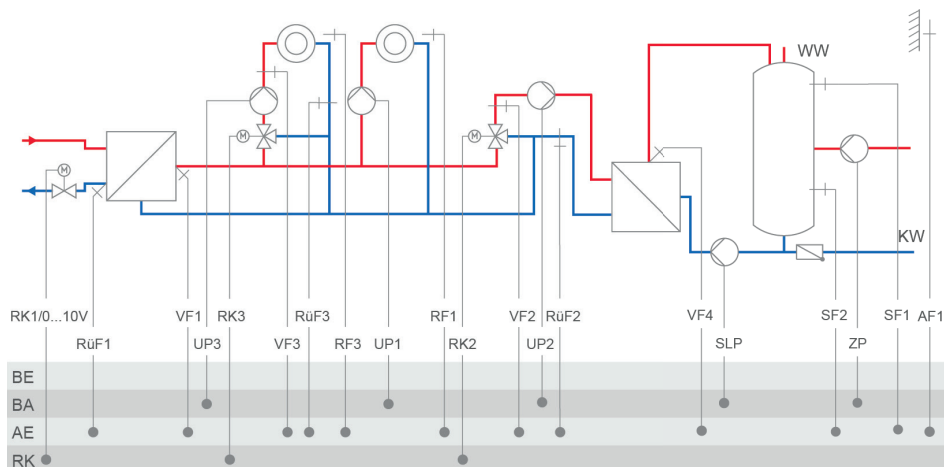 WW
M
M
M
KW
RK1/0...10V VF1 RK3 RüF3 RF1 VF2 RüF2 VF4 SF2 SF1 AF1
RüF1 UP3 VF3 RF3 UP1 RK2 UP2 SLP ZP
BE
BA
AE
RK